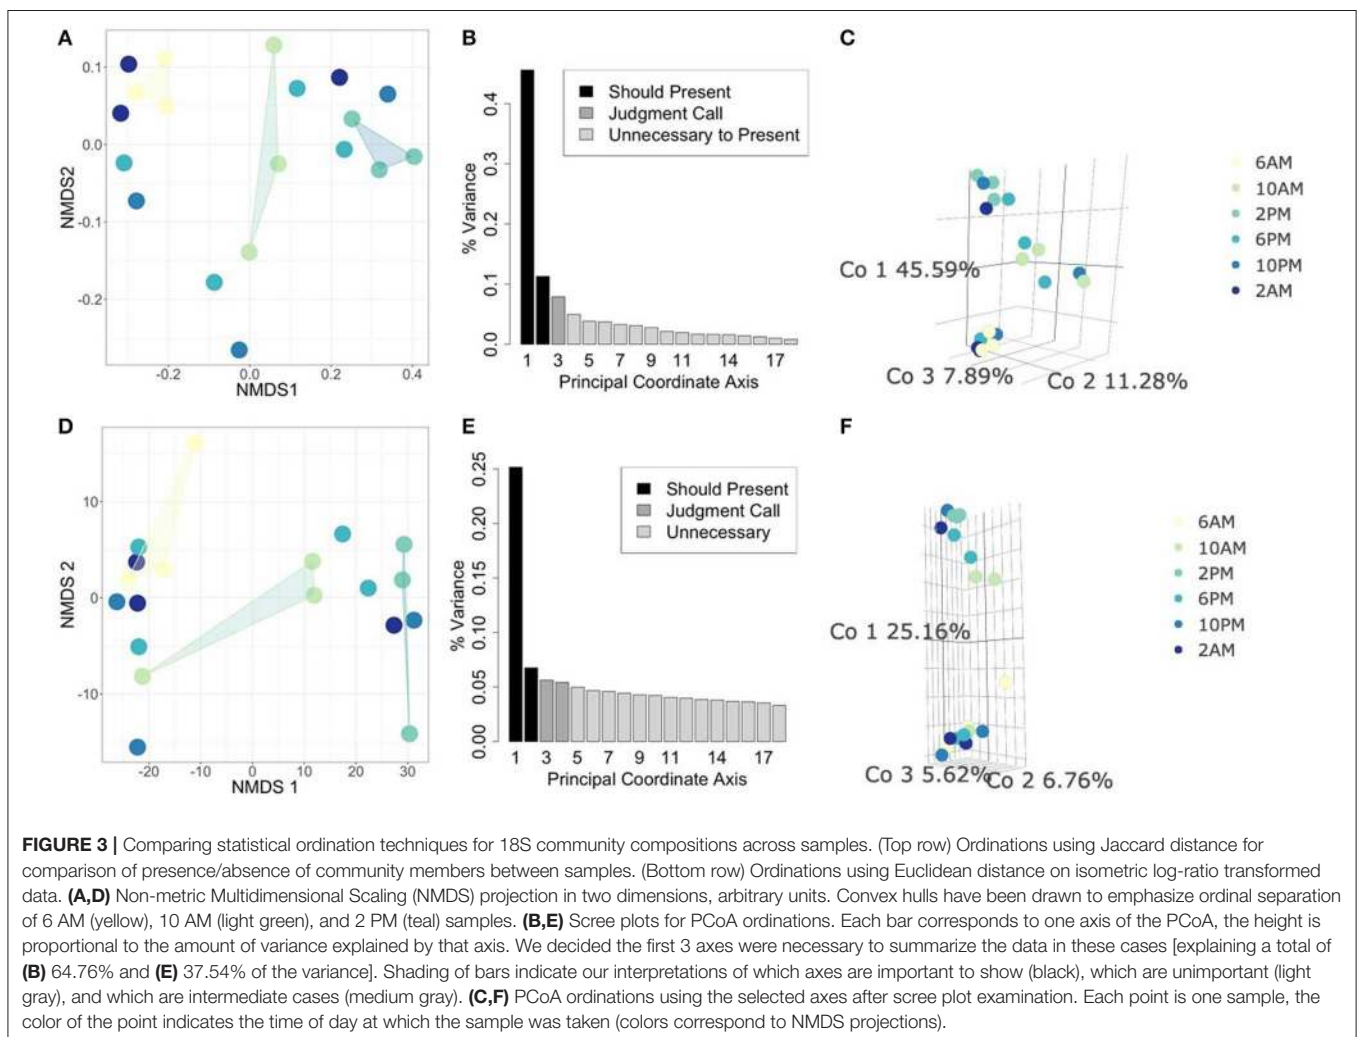 A
0.1
0.0
-0.1
-0.2
NMDS2
-0.2
0.0
0.2
0.4
NMDS1
B
Should Present
Judgment Call
Unnecessary to Present
0.4
0.3
0.2
0.1
0.0
% Variance
1
3
5
7
9
11
14
17
Principal Coordinate Axis
C
Co 1 45.59%
Co 3 7.89%
Co 2 11.28%
6AM
10AM
2PM
6PM
10PM
2AM
D
10
0
-10
NMDS 2
-20
-10
0
10
20
30
NMDS 1
E
Should Present
Judgment Call
Unnecessary
0.25
0.20
0.15
0.10
0.05
0.00
% Variance
1
3
5
7
9
11
14
17
Principal Coordinate Axis
F
Co 1 25.16%
Co 3 5.62%
Co 2 6.76%
6AM
10AM
2PM
6PM
10PM
2AM
FIGURE 3 | Comparing statistical ordination techniques for 18S community compositions across samples. (Top row) Ordinations using Jaccard distance for
comparison of presence/absence of community members between samples. (Bottom row) Ordinations using Euclidean distance on isometric log-ratio transformed
data. (A,D) Non-metric Multidimensional Scaling (NMDS) projection in two dimensions, arbitrary units. Convex hulls have been drawn to emphasize ordinal separation
of 6 AM (yellow), 10 AM (light green), and 2 PM (teal) samples. (B,E) Scree plots for PCoA ordinations. Each bar corresponds to one axis of the PCoA, the height is
proportional to the amount of variance explained by that axis. We decided the first 3 axes were necessary to summarize the data in these cases [explaining a total of
(B) 64.76% and (E) 37.54% of the variance]. Shading of bars indicate our interpretations of which axes are important to show (black), which are unimportant (light
gray), and which are intermediate cases (medium gray). (C,F) PCoA ordinations using the selected axes after scree plot examination. Each point is one sample, the
color of the point indicates the time of day at which the sample was taken (colors correspond to NMDS projections).